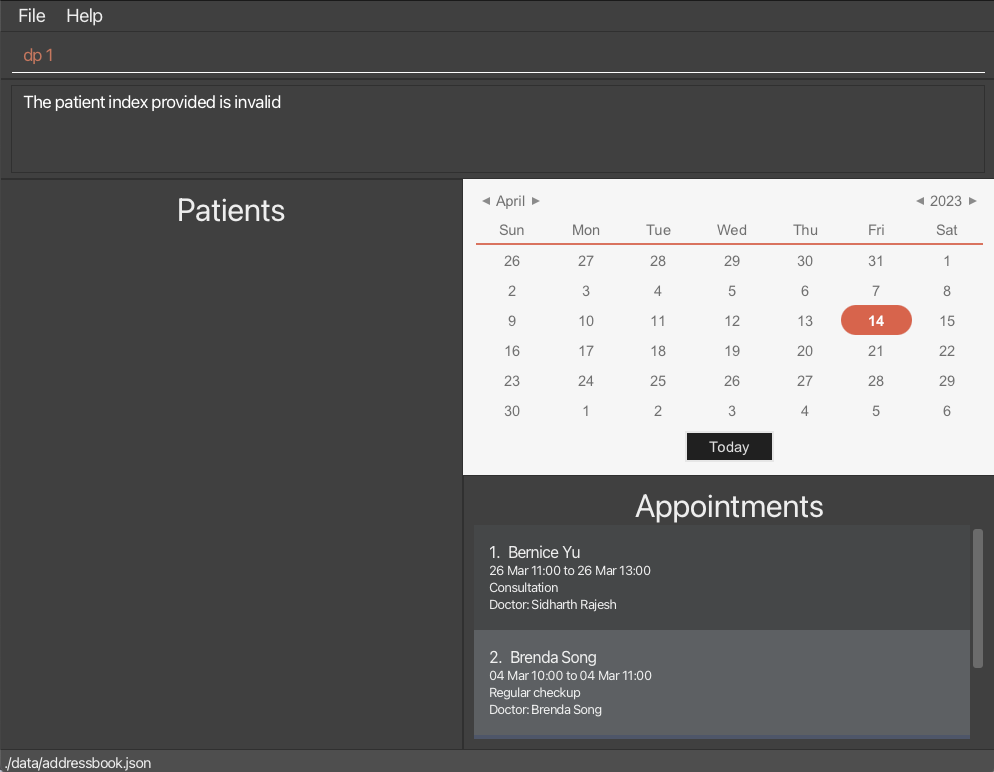 File Help
dp 1
The patient index provided is invalid
Patients
April 2023
Sun Mon Tue Wed Thu Fri Sat
26 27 28 29 30 31 1
2 3 4 5 6 7 8
9 10 11 12 13 14 15
16 17 18 19 20 21 22
23 24 25 26 27 28 29
30 1 2 3 4 5 6
Today
Appointments
1. Bernice Yu
26 Mar 11:00 to 26 Mar 13:00
Consultation
Doctor: Sidharth Rajesh
2. Brenda Song
04 Mar 10:00 to 04 Mar 11:00
Regular checkup
Doctor: Brenda Song
./data/addressbook.json